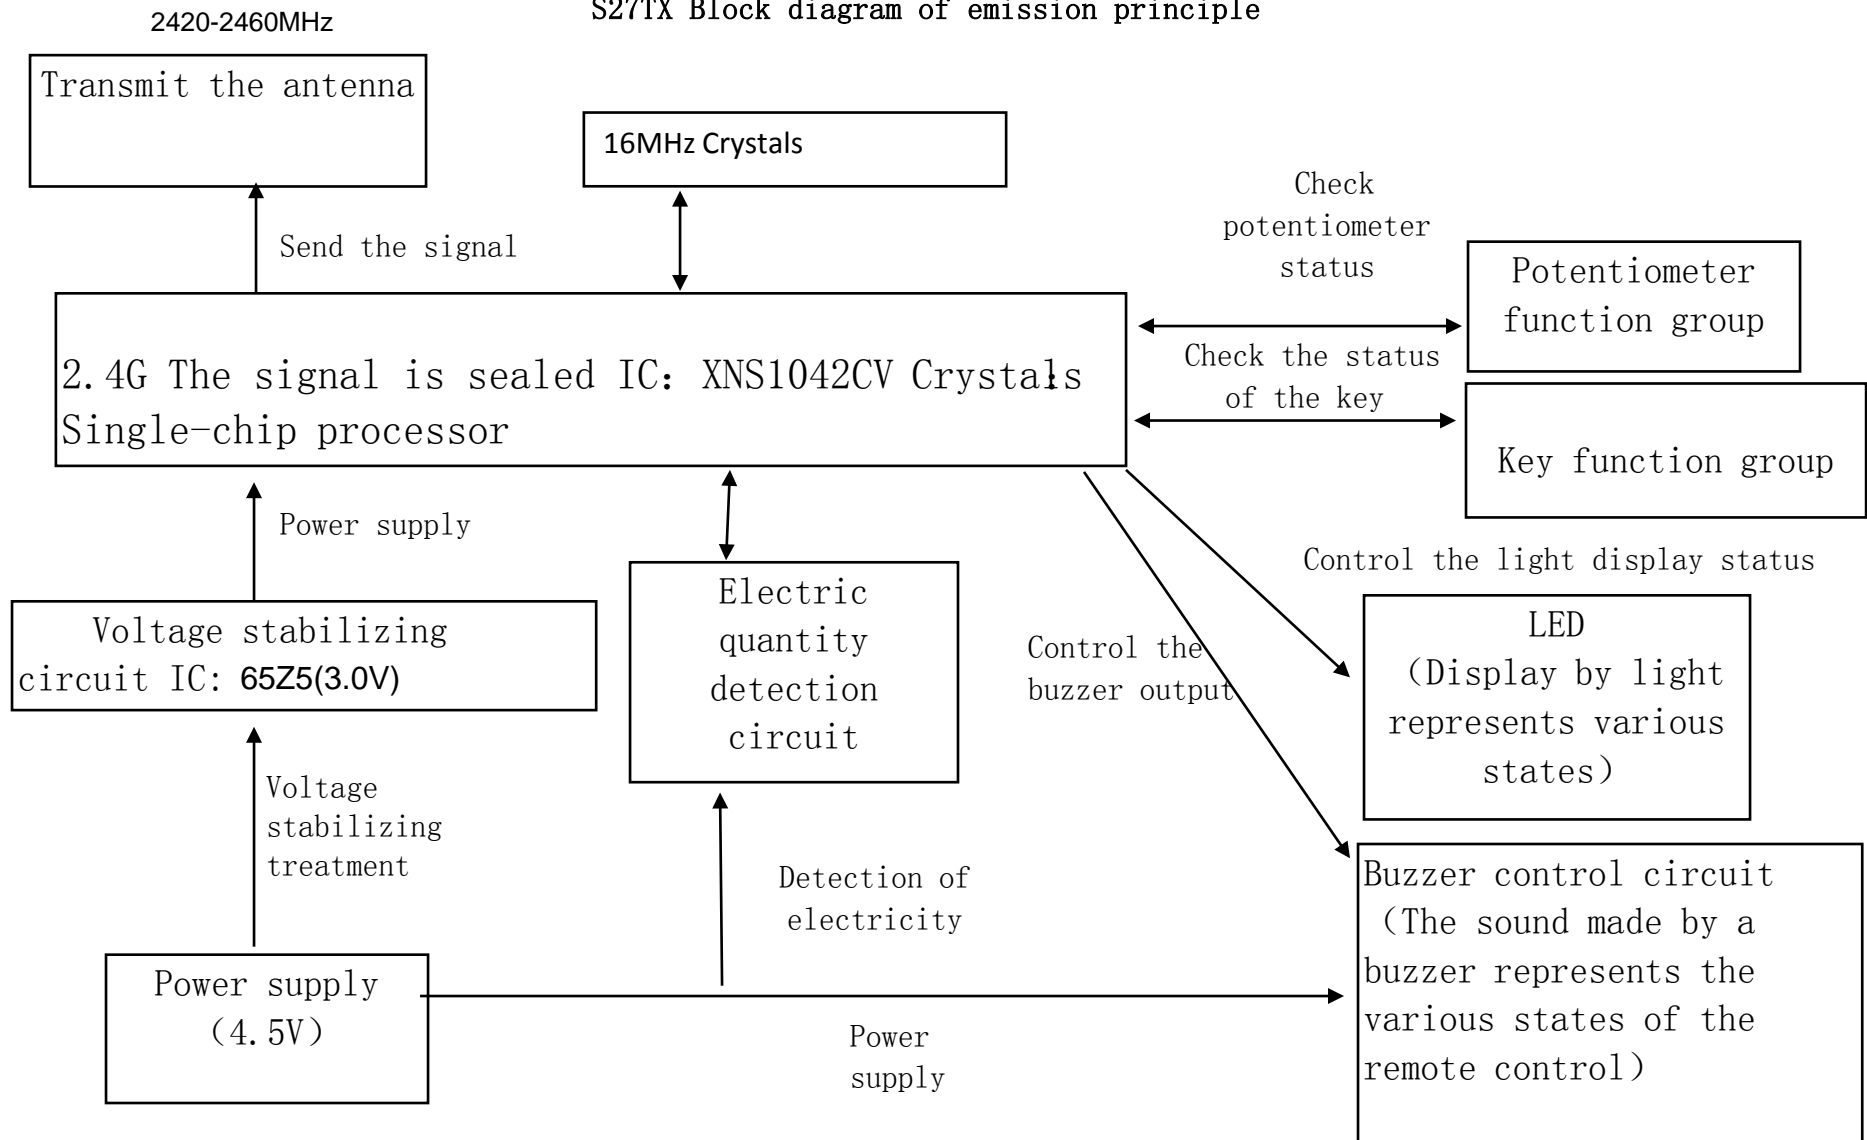 S27TX Block diagram of emission principle
2420-2460MHz
Transmit the antenna
16MHz Crystals
Send the signal
Check
potentiometer
status
Potentiometer
function group
2.4G The signal is sealed IC: XNS1042CV Crystals:
Single-chip processor
Check the status
of the key
Key function group
Power supply
Control the light display status
Voltage stabilizing
circuit IC: 65Z5(3.0V)
Electric
quantity
detection
circuit
Control the
buzzer output
LED
(Display by light
represents various
states)
Voltage
stabilizing
treatment
Detection of
electricity
Buzzer control circuit
(The sound made by a
buzzer represents the
various states of the
remote control)
Power supply
(4.5V)
Power
supply